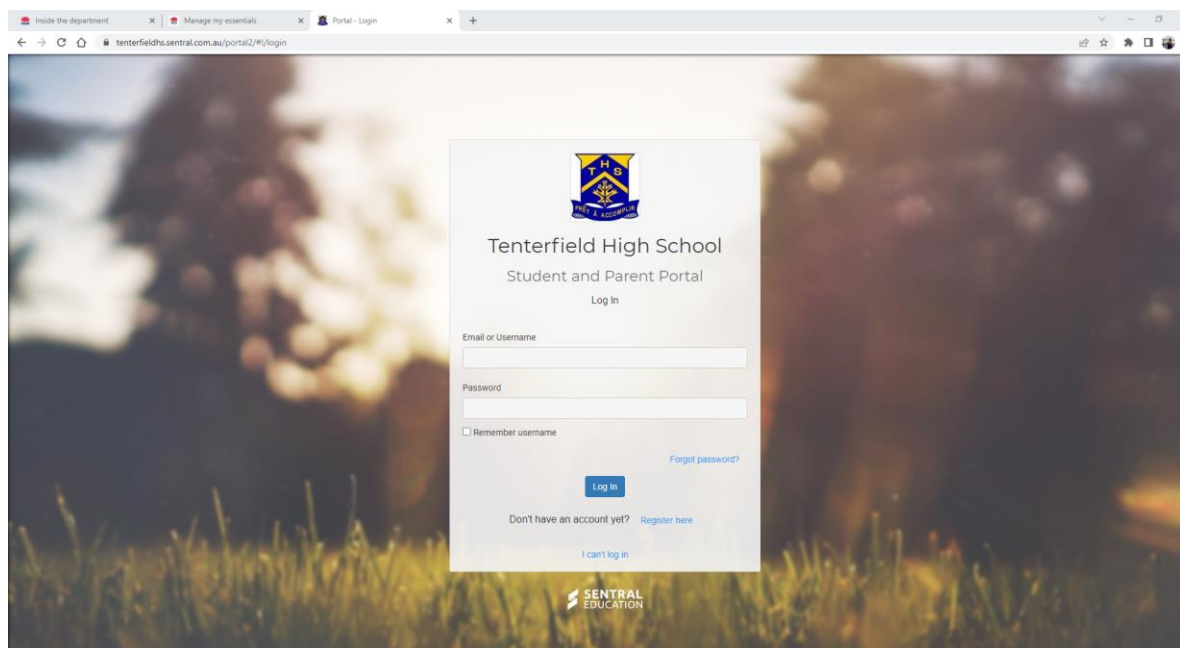 Inside the department
Manage my essentials
Portal - Login
tenterfieldhs.sentral.com.au/portal2/#!/login
T H S
PRÊT À ACCOMPLIR
Tenterfield High School
Student and Parent Portal
Log In
Email or Username
Password
Remember username
Forgot password?
Log In
Don't have an account yet? Register here
I can't log in
SENTRAL
EDUCATION